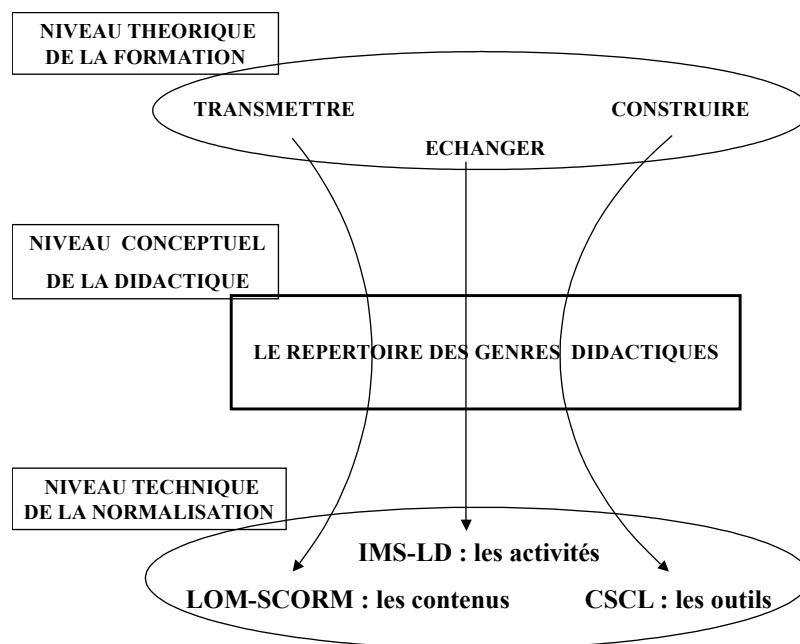 NIVEAU THEORIQUE
DE LA FORMATION
TRANSMETTRE
CONSTRUIRE
ECHANGER
NIVEAU CONCEPTUEL
DE LA DIDACTIQUE
LE REPERTOIRE DES GENRES DIDACTIQUES
NIVEAU TECHNIQUE
DE LA NORMALISATION
IMS-LD : les activités
LOM-SCORM : les contenus
CSCL : les outils